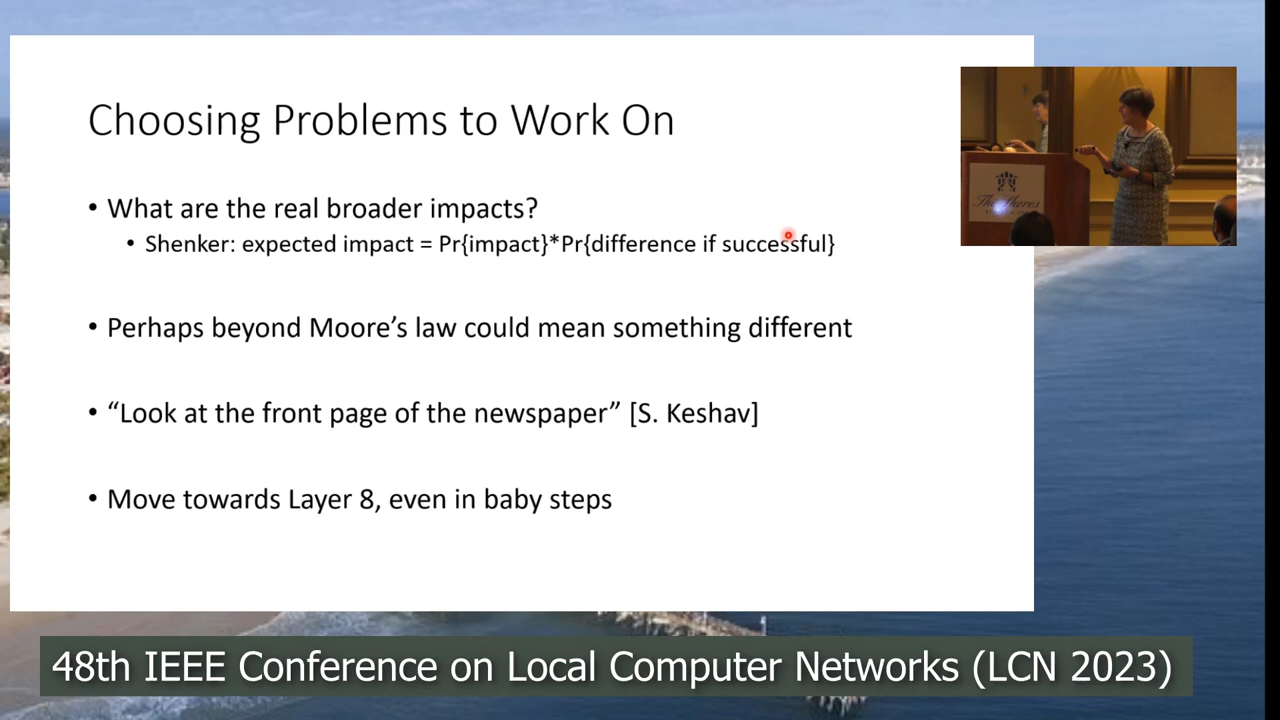 Choosing Problems to Work On
• What are the real broader impacts?
• Shenker: expected impact = Pr{impact}*Pr{difference if successful}
• Perhaps beyond Moore’s law could mean something different
• “Look at the front page of the newspaper” [S. Keshav]
• Move towards Layer 8, even in baby steps
48th IEEE Conference on Local Computer Networks (LCN 2023)